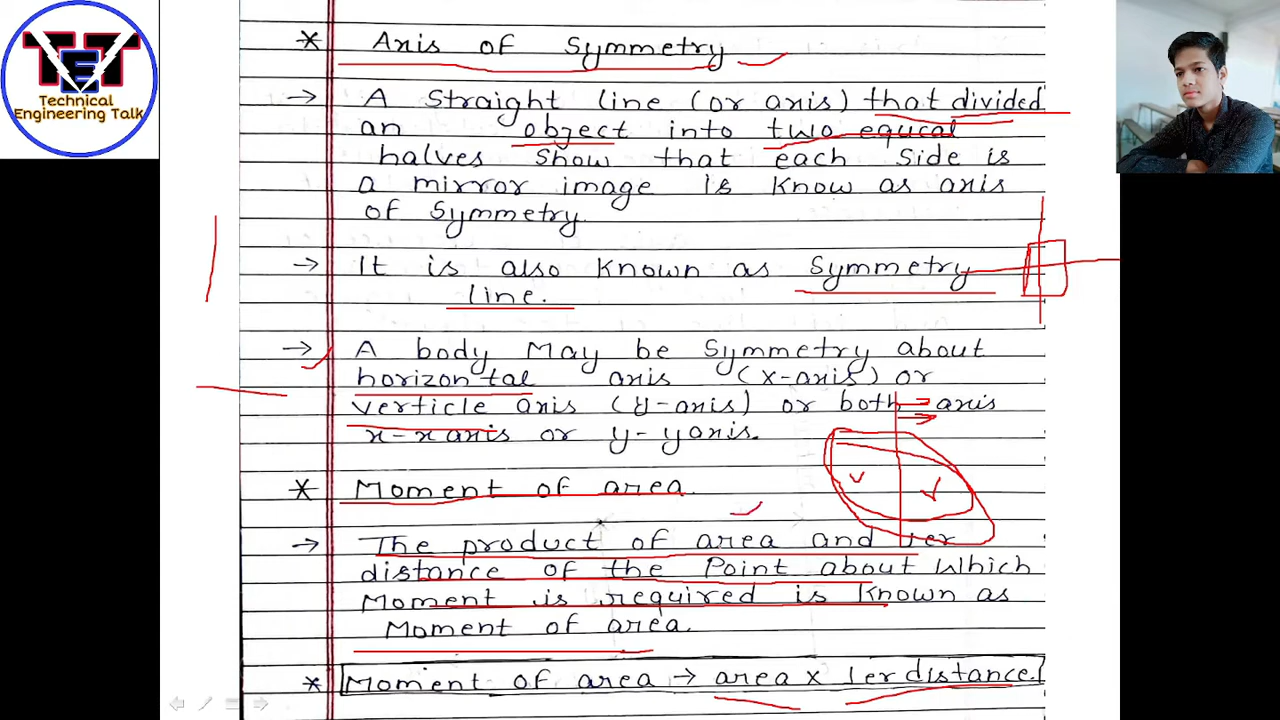 TET
Technical
Engineering Talk
* Axis of Symmetry
→ A straight line (or axis) that divided
an object into two equcal
halves show that each side is
a mirror image is know as axis
of symmetry.
→ It is also known as symmetry
line.
→ A body may be symmetry about
horizontal axis (x-axis) or
verticle axis (y-axis) or both → axis
x-x axis or y-y axis.
* Moment of area.
→ The product of area and ⊥er
distance of the point about which
moment is required is known as
moment of area.
* Moment of area → area x ⊥er distance.